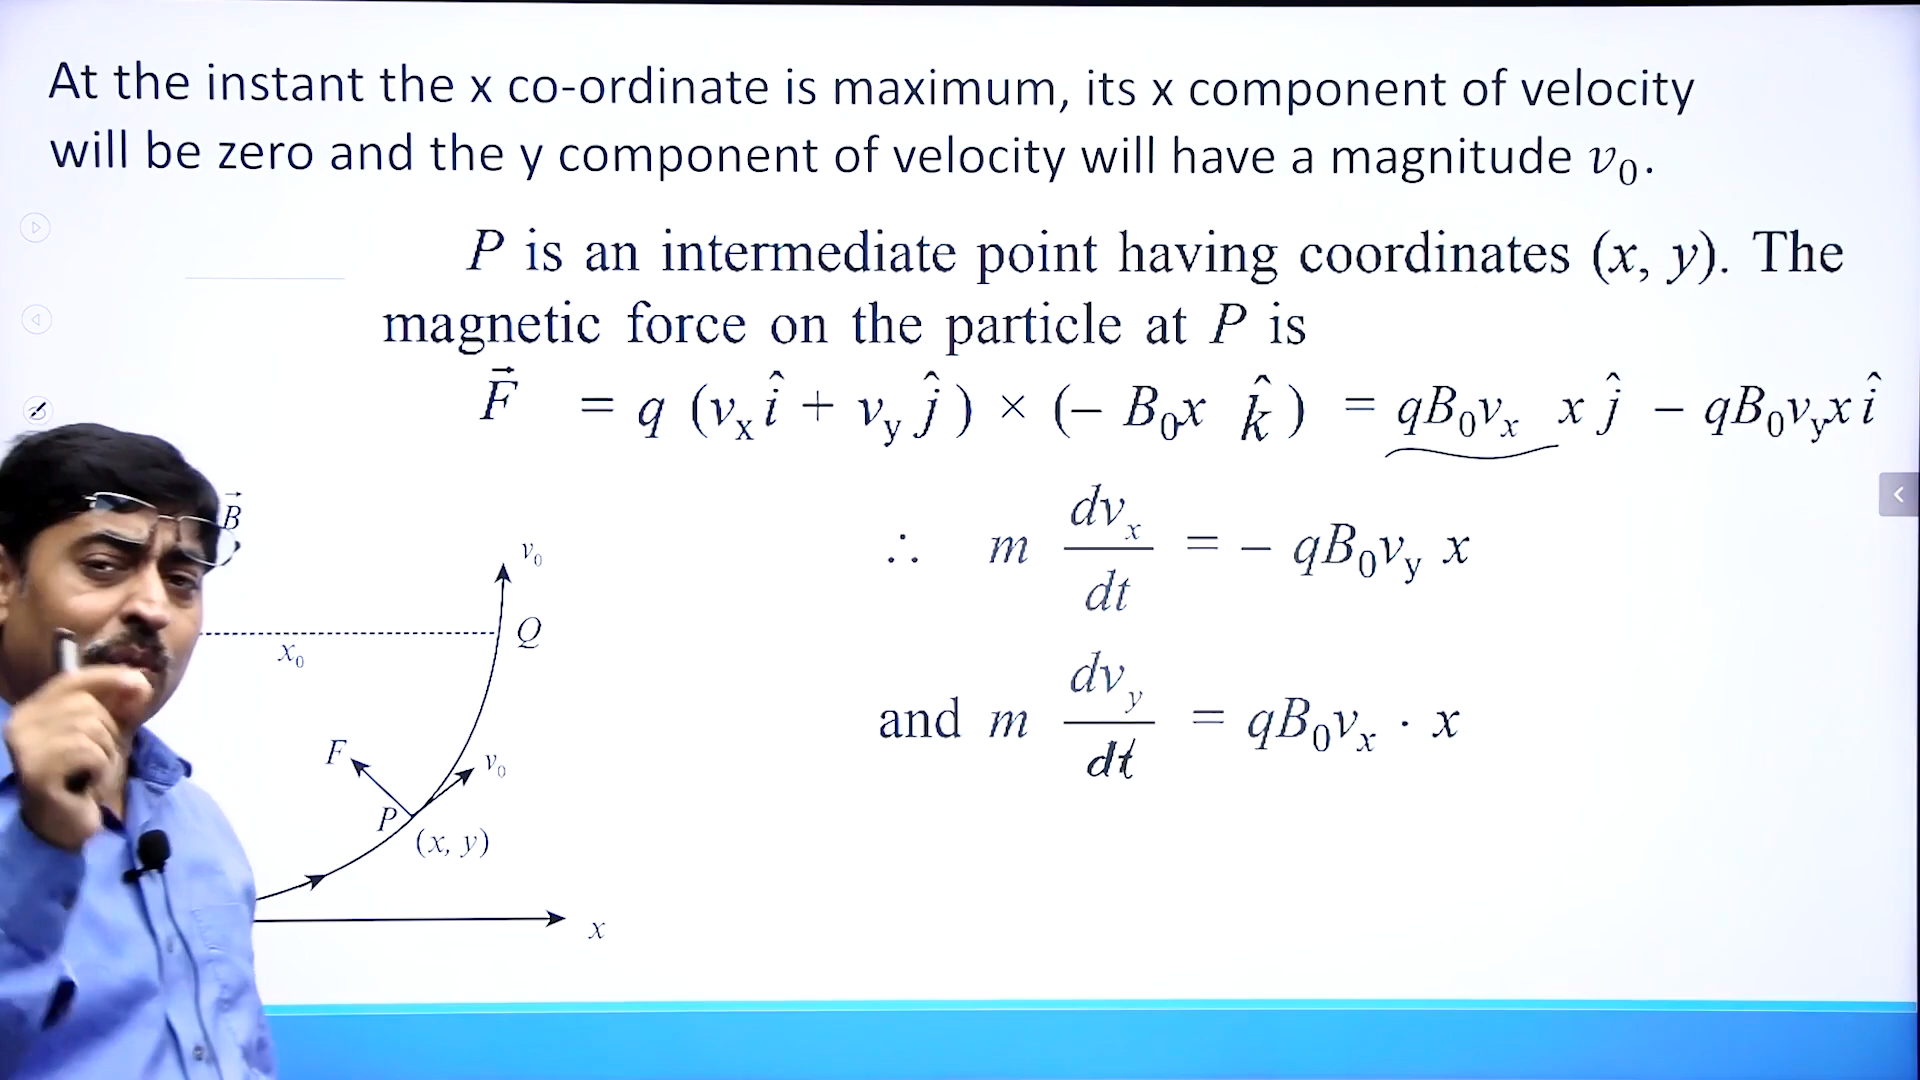 At the instant the x co-ordinate is maximum, its x component of velocity
will be zero and the y component of velocity will have a magnitude v₀.
P is an intermediate point having coordinates (x, y). The
magnetic force on the particle at P is
F⃗ = q (vₓ î + v_y ĵ) × (– B₀x k̂) = qB₀vₓ x ĵ – qB₀v_y x î
∴ m dvₓ/dt = – qB₀v_y x
and m dv_y/dt = qB₀vₓ · x
B⃗
v₀
Q
x₀
F
v₀
P
(x, y)
x